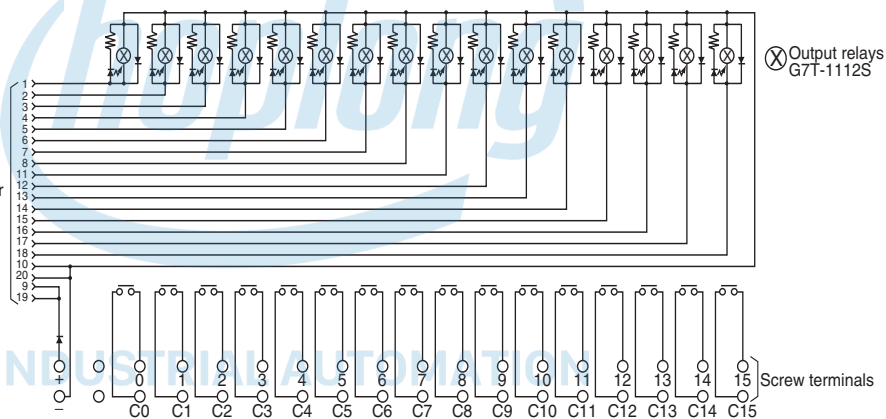 hoplong
Output relays
G7T-1112S
1
2
3
4
5
6
7
8
11
12
13
14
15
16
17
18
10
20
9
19
r
INDUSTRIAL AUTOMATION
+ 0 1 2 3 4 5 6 7 8 9 10 11 12 13 14 15
Screw terminals
– C0 C1 C2 C3 C4 C5 C6 C7 C8 C9 C10 C11 C12 C13 C14 C15